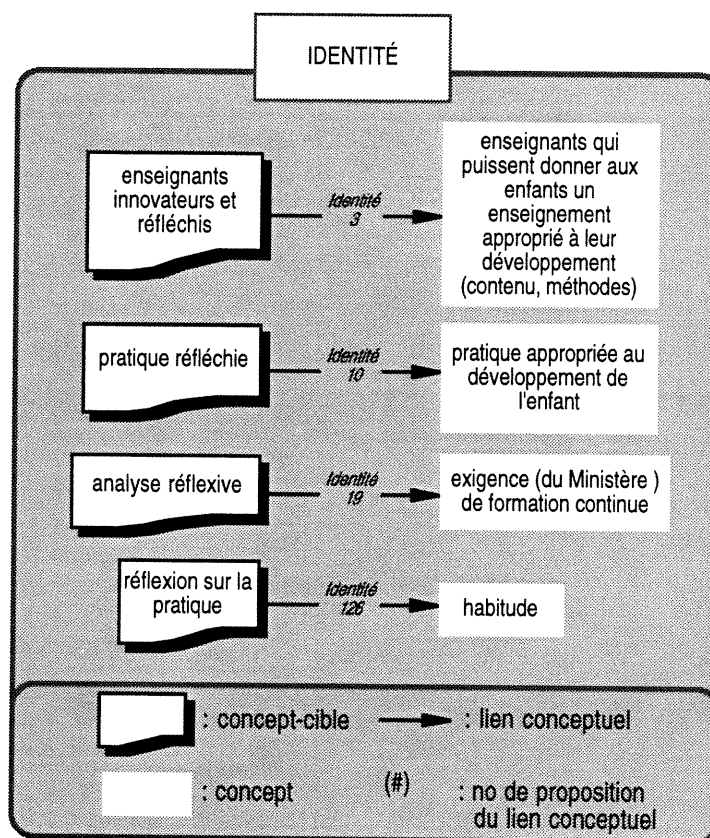 IDENTITÉ
enseignants
innovateurs et
réfléchis
Identité
3
enseignants qui
puissent donner aux
enfants un
enseignement
approprié à leur
développement
(contenu, méthodes)
pratique réfléchie
Identité
10
pratique appropriée au
développement de
l'enfant
analyse réflexive
Identité
19
exigence (du Ministère )
de formation continue
réflexion sur la
pratique
Identité
126
habitude
: concept-cible
: lien conceptuel
: concept
(#)
: no de proposition
du lien conceptuel